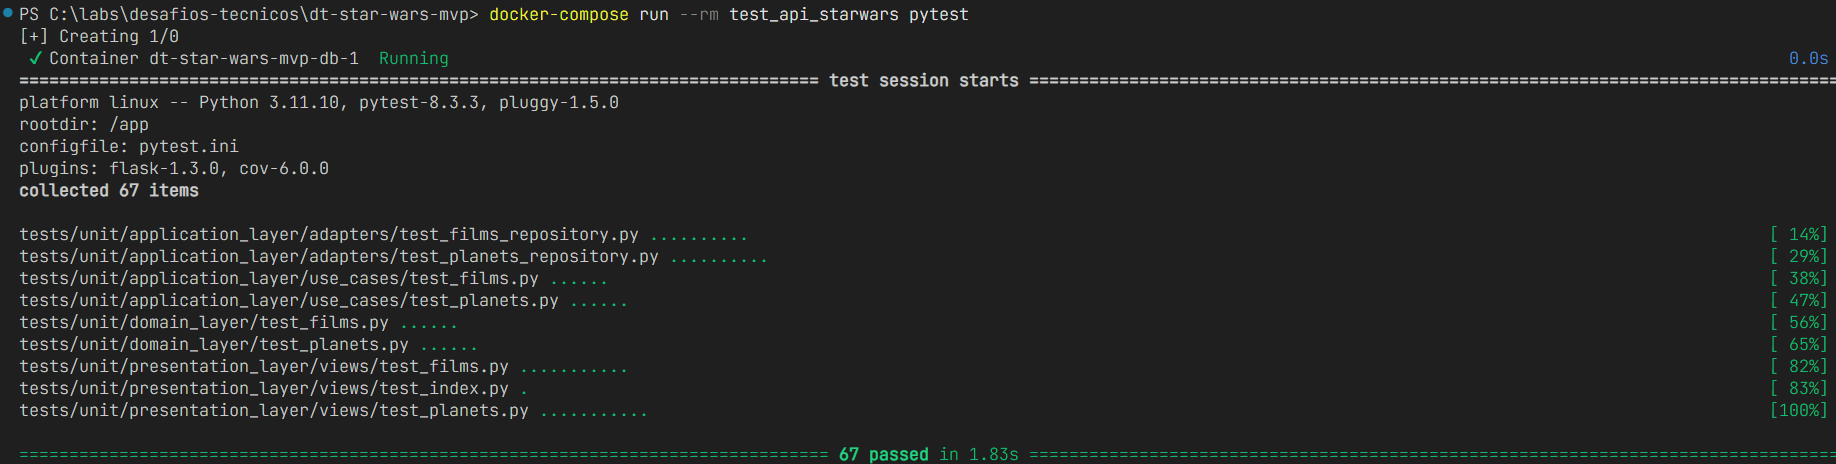 PS C:\labs\desafios-tecnicos\dt-star-wars-mvp> docker-compose run --rm test_api_starwars pytest
[+] Creating 1/0
✔ Container dt-star-wars-mvp-db-1  Running 0.0s
================================================================================ test session starts =================================================================================
platform linux -- Python 3.11.10, pytest-8.3.3, pluggy-1.5.0
rootdir: /app
configfile: pytest.ini
plugins: flask-1.3.0, cov-6.0.0
collected 67 items
tests/unit/application_layer/adapters/test_films_repository.py .......... [ 14%]
tests/unit/application_layer/adapters/test_planets_repository.py .......... [ 29%]
tests/unit/application_layer/use_cases/test_films.py ...... [ 38%]
tests/unit/application_layer/use_cases/test_planets.py ...... [ 47%]
tests/unit/domain_layer/test_films.py ...... [ 56%]
tests/unit/domain_layer/test_planets.py ...... [ 65%]
tests/unit/presentation_layer/views/test_films.py ........... [ 82%]
tests/unit/presentation_layer/views/test_index.py . [ 83%]
tests/unit/presentation_layer/views/test_planets.py ........... [100%]
================================================================================= 67 passed in 1.83s =================================================================================